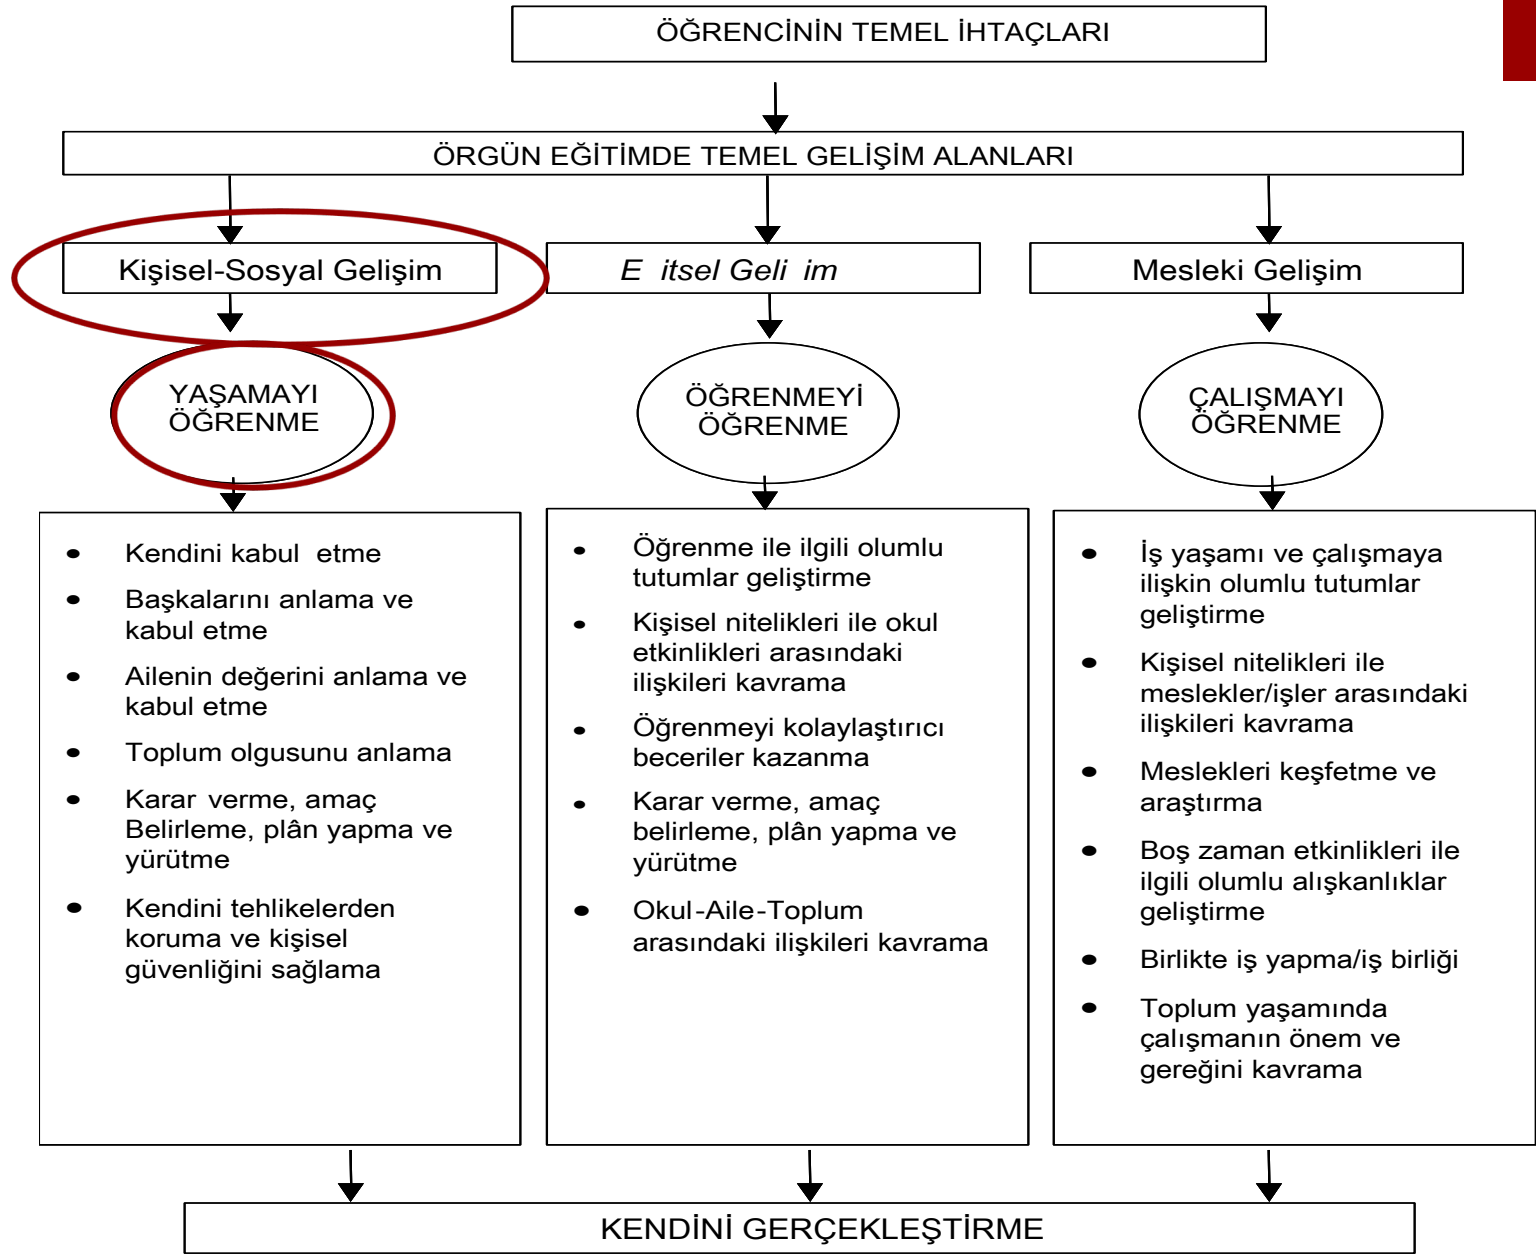 ÖĞRENCİNİN TEMEL İHTAÇLARI
ÖRGÜN EĞİTİMDE TEMEL GELİŞİM ALANLARI
Kişisel-Sosyal Gelişim
E itsel Geli im
Mesleki Gelişim
YAŞAMAYI
ÖĞRENME
ÖĞRENMEYİ
ÖĞRENME
ÇALIŞMAYI
ÖĞRENME
• Kendini kabul etme
• Başkalarını anlama ve
kabul etme
• Ailenin değerini anlama ve
kabul etme
• Toplum olgusunu anlama
• Karar verme, amaç
Belirleme, plân yapma ve
yürütme
• Kendini tehlikelerden
koruma ve kişisel
güvenliğini sağlama
• Öğrenme ile ilgili olumlu
tutumlar geliştirme
• Kişisel nitelikleri ile okul
etkinlikleri arasındaki
ilişkileri kavrama
• Öğrenmeyi kolaylaştırıcı
beceriler kazanma
• Karar verme, amaç
belirleme, plân yapma ve
yürütme
• Okul-Aile-Toplum
arasındaki ilişkileri kavrama
• İş yaşamı ve çalışmaya
ilişkin olumlu tutumlar
geliştirme
• Kişisel nitelikleri ile
meslekler/işler arasındaki
ilişkileri kavrama
• Meslekleri keşfetme ve
araştırma
• Boş zaman etkinlikleri ile
ilgili olumlu alışkanlıklar
geliştirme
• Birlikte iş yapma/iş birliği
• Toplum yaşamında
çalışmanın önem ve
gereğini kavrama
KENDİNİ GERÇEKLEŞTİRME